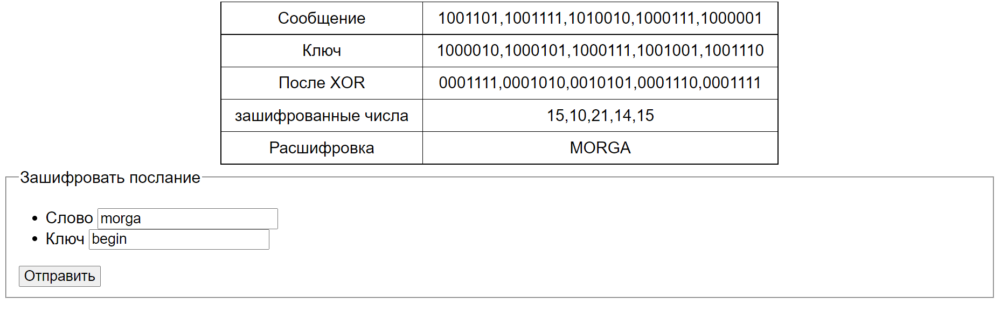 Сообщение 1001101,1001111,1010010,1000111,1000001
Ключ 1000010,1000101,1000111,1001001,1001110
После XOR 0001111,0001010,0010101,0001110,0001111
зашифрованные числа 15,10,21,14,15
Расшифровка MORGA
Зашифровать послание
• Слово morga
• Ключ begin
Отправить